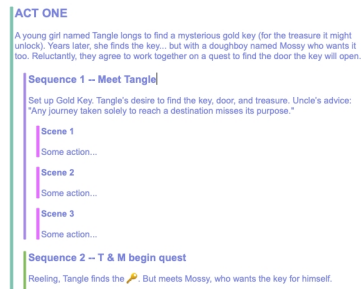 ACT ONE
A young girl named Tangle longs to find a mysterious gold key (for the treasure it might
unlock). Years later, she finds the key... but with a doughboy named Mossy who wants it
too. Reluctantly, they agree to work together on a quest to find the door the key will open.
Sequence 1 -- Meet Tangle
Set up Gold Key. Tangle's desire to find the key, door, and treasure. Uncle's advice:
"Any journey taken solely to reach a destination misses its purpose."
Scene 1
Some action...
Scene 2
Some action...
Scene 3
Some action...
Sequence 2 -- T & M begin quest
Reeling, Tangle finds the 🔑. But meets Mossy, who wants the key for himself.